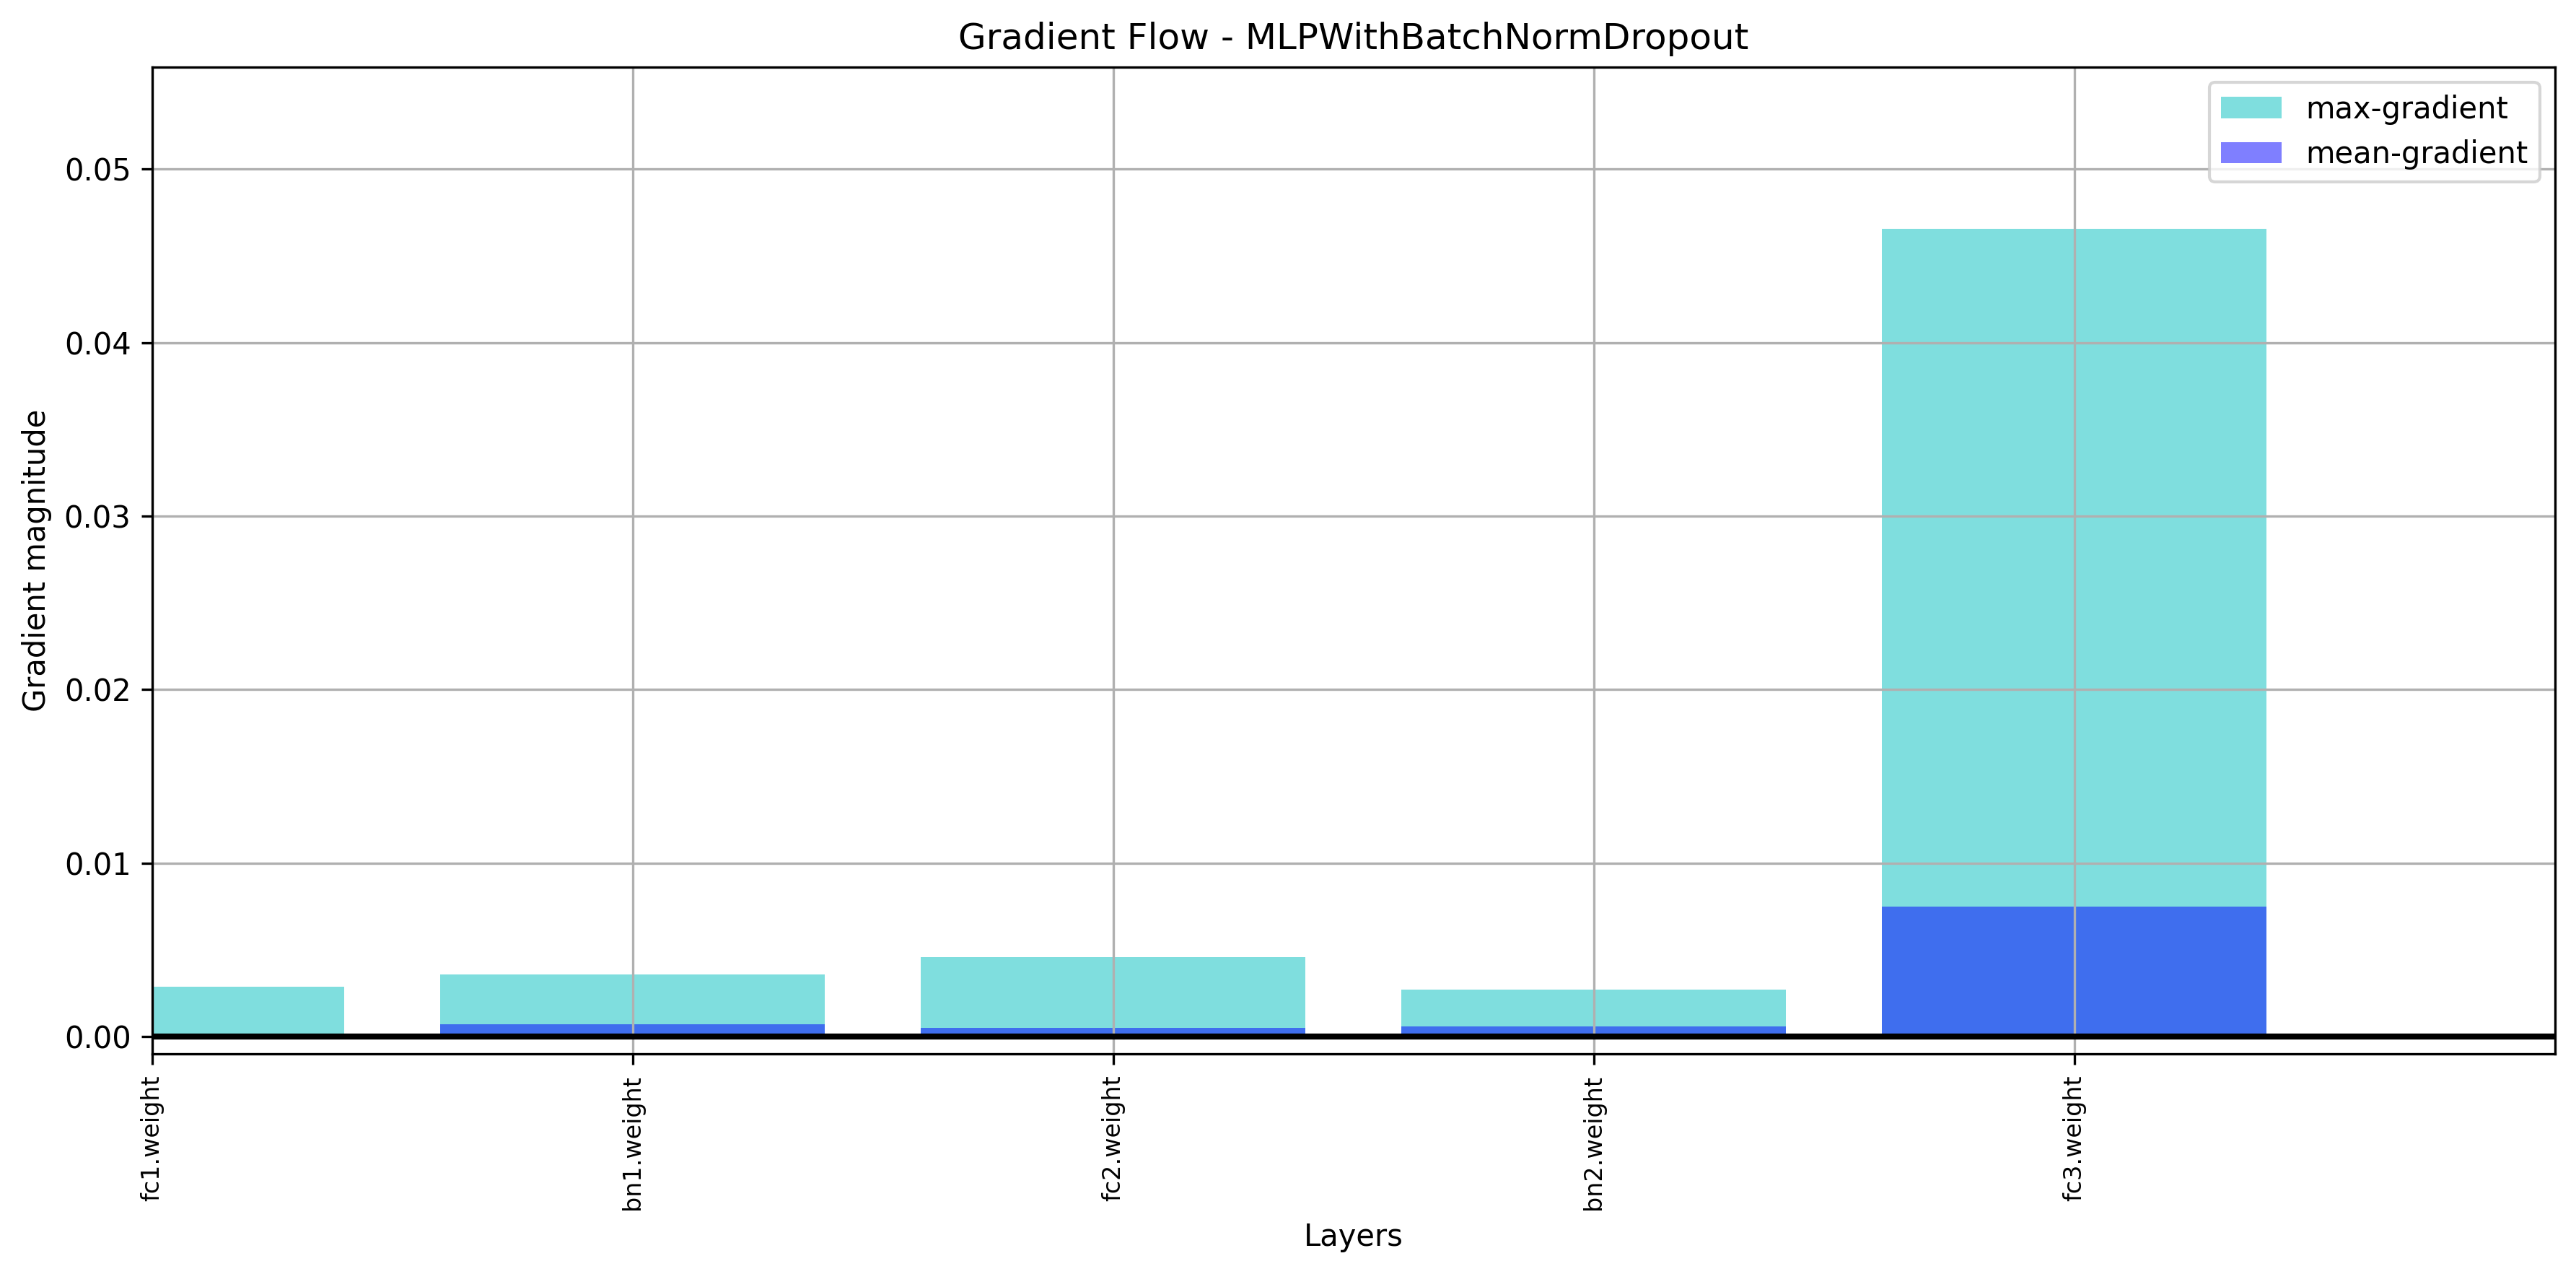 Gradient Flow - MLPWithBatchNormDropout
max-gradient
mean-gradient
0.05
0.04
0.03
0.02
0.01
0.00
Gradient magnitude
fc1.weight
bn1.weight
fc2.weight
bn2.weight
fc3.weight
Layers